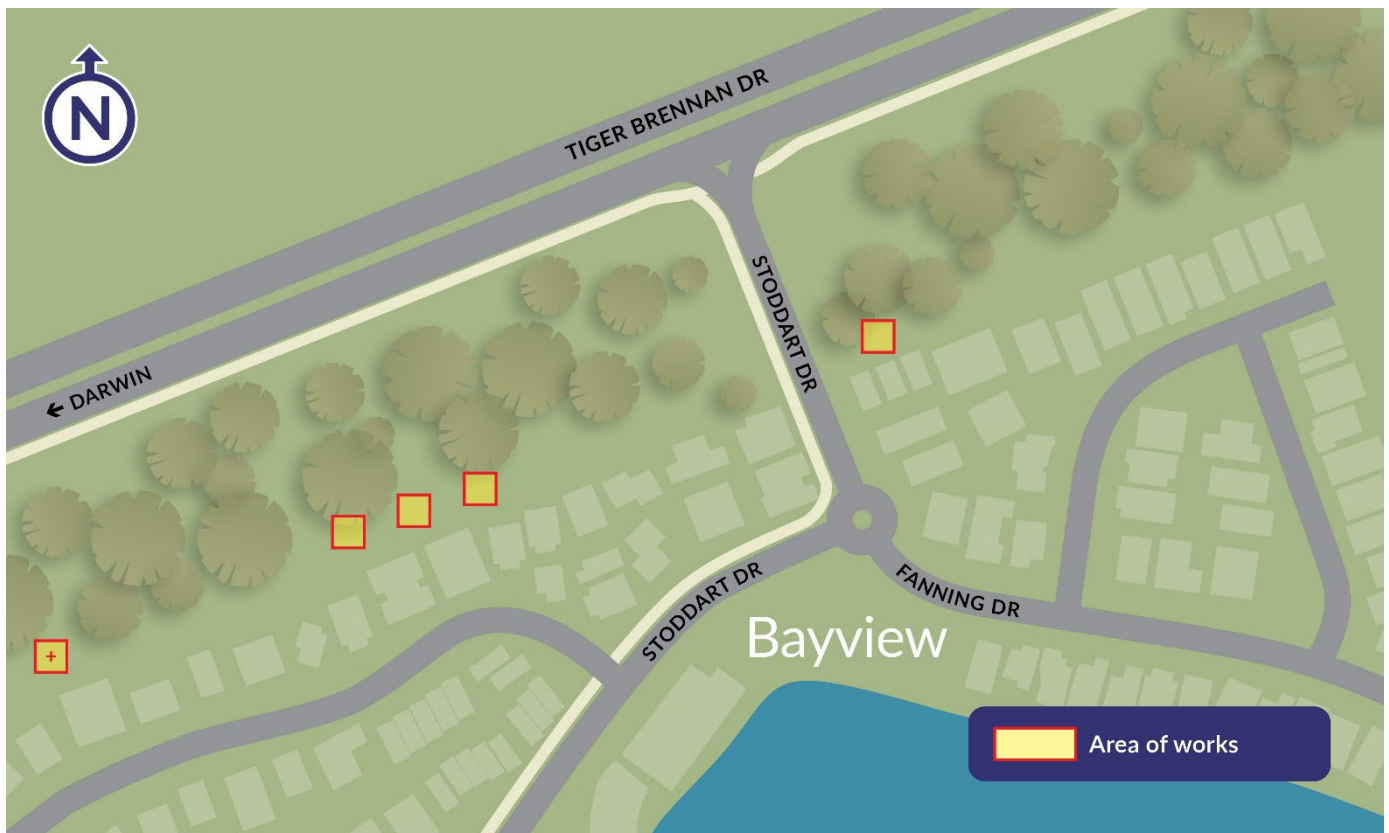 N
TIGER BRENNAN DR
← DARWIN
STODDART DR
STODDART DR
FANNING DR
Bayview
+
Area of works